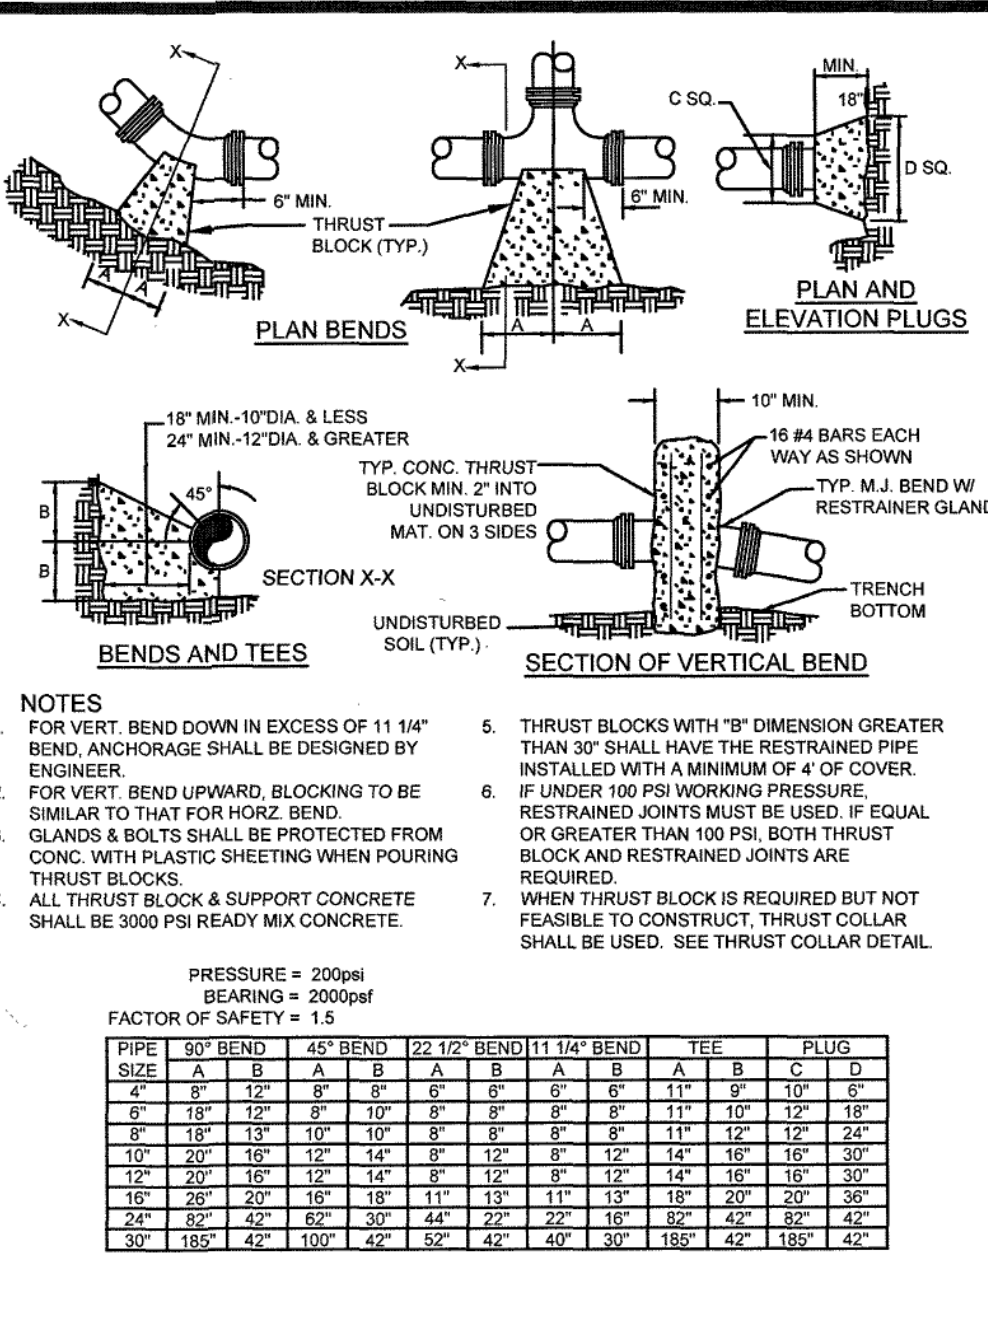 X
X
MIN.
C SQ.
18"
D SQ.
6" MIN.
6" MIN.
THRUST
BLOCK (TYP.)
A
A
A
A
X
X
PLAN BENDS
PLAN AND
ELEVATION PLUGS
18" MIN.-10"DIA. & LESS
24" MIN.-12"DIA. & GREATER
45°
B
B
SECTION X-X
BENDS AND TEES
10" MIN.
16 #4 BARS EACH
WAY AS SHOWN
TYP. CONC. THRUST
BLOCK MIN. 2" INTO
UNDISTURBED
MAT. ON 3 SIDES
TYP. M.J. BEND W/
RESTRAINER GLAND
TRENCH
BOTTOM
UNDISTURBED
SOIL (TYP.)
SECTION OF VERTICAL BEND
NOTES
FOR VERT. BEND DOWN IN EXCESS OF 11 1/4"
BEND, ANCHORAGE SHALL BE DESIGNED BY
ENGINEER.
FOR VERT. BEND UPWARD, BLOCKING TO BE
SIMILAR TO THAT FOR HORZ. BEND.
GLANDS & BOLTS SHALL BE PROTECTED FROM
CONC. WITH PLASTIC SHEETING WHEN POURING
THRUST BLOCKS.
ALL THRUST BLOCK & SUPPORT CONCRETE
SHALL BE 3000 PSI READY MIX CONCRETE.
5. THRUST BLOCKS WITH "B" DIMENSION GREATER
THAN 30" SHALL HAVE THE RESTRAINED PIPE
INSTALLED WITH A MINIMUM OF 4' OF COVER.
6. IF UNDER 100 PSI WORKING PRESSURE,
RESTRAINED JOINTS MUST BE USED. IF EQUAL
OR GREATER THAN 100 PSI, BOTH THRUST
BLOCK AND RESTRAINED JOINTS ARE
REQUIRED.
7. WHEN THRUST BLOCK IS REQUIRED BUT NOT
FEASIBLE TO CONSTRUCT, THRUST COLLAR
SHALL BE USED. SEE THRUST COLLAR DETAIL.
PRESSURE = 200psi
BEARING = 2000psf
FACTOR OF SAFETY = 1.5
PIPE 90° BEND 45° BEND 22 1/2° BEND 11 1/4° BEND TEE PLUG
SIZE A B A B A B A B A B C D
4" 8" 12" 8" 8" 6" 6" 6" 6" 11" 9" 10" 6"
6" 18" 12" 8" 10" 8" 8" 8" 8" 11" 10" 12" 18"
8" 18" 13" 10" 10" 8" 8" 8" 8" 11" 12" 12" 24"
10" 20" 16" 12" 14" 8" 12" 8" 12" 14" 16" 16" 30"
12" 20" 16" 12" 14" 8" 12" 8" 12" 14" 16" 16" 30"
16" 26" 20" 16" 18" 11" 13" 11" 13" 18" 20" 20" 36"
24" 82" 42" 62" 30" 44" 22" 22" 16" 82" 42" 82" 42"
30" 185" 42" 100" 42" 52" 42" 40" 30" 185" 42" 185" 42"